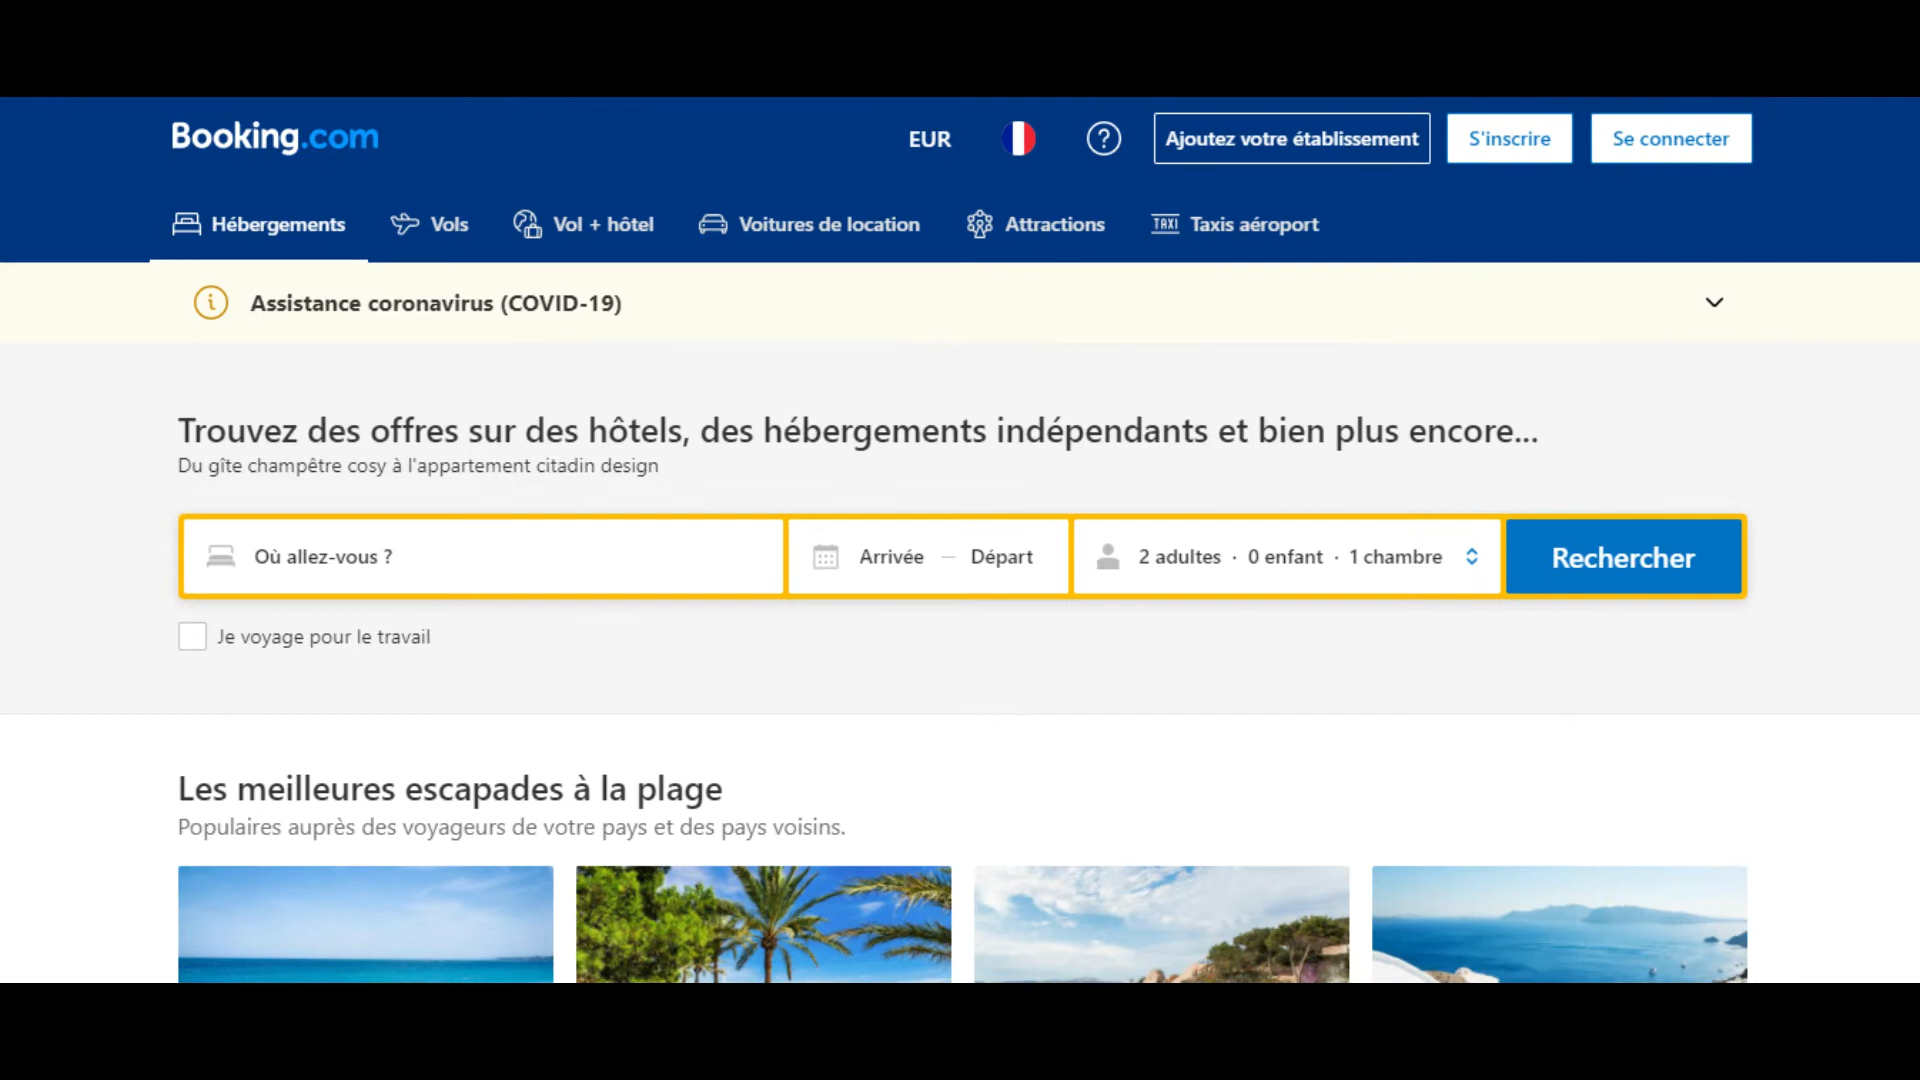 Booking.com
EUR
?
Ajoutez votre établissement
S'inscrire
Se connecter
Hébergements
Vols
Vol + hôtel
Voitures de location
Attractions
TAXI
Taxis aéroport
Assistance coronavirus (COVID-19)
Trouvez des offres sur des hôtels, des hébergements indépendants et bien plus encore...
Du gîte champêtre cosy à l'appartement citadin design
Où allez-vous ?
Arrivée — Départ
2 adultes · 0 enfant · 1 chambre
Rechercher
Je voyage pour le travail
Les meilleures escapades à la plage
Populaires auprès des voyageurs de votre pays et des pays voisins.